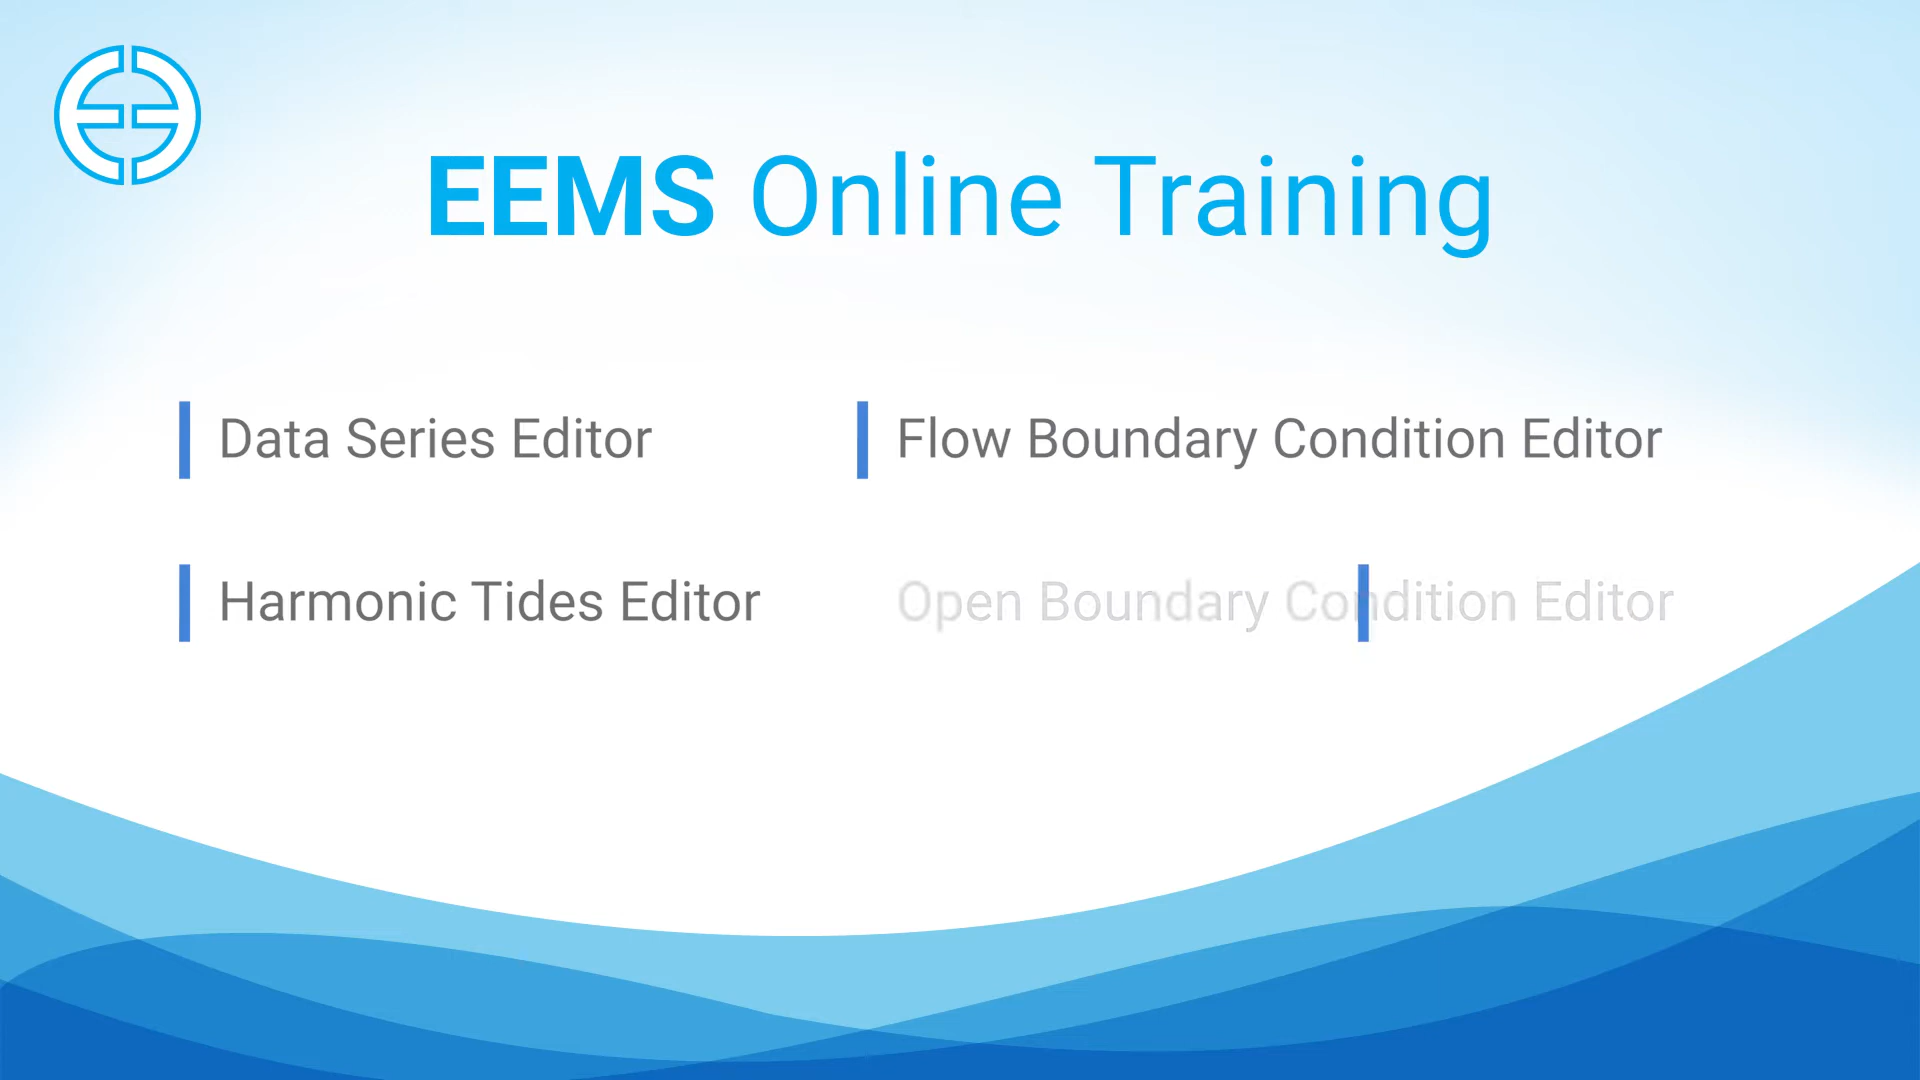 EEMS Online Training
Data Series Editor
Flow Boundary Condition Editor
Harmonic Tides Editor
Open Boundary Condition Editor